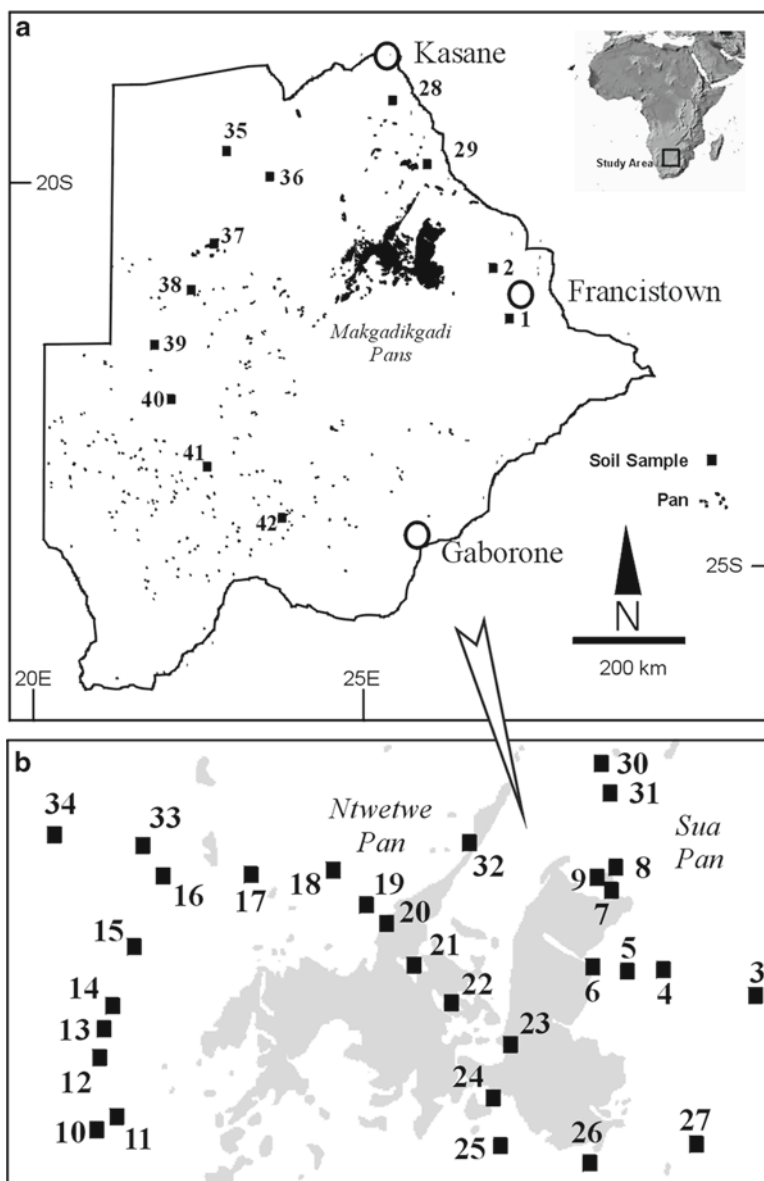 a
Kasane
28
35
29
Study Area
20S
36
37
2
38
Francistown
1
39
Makgadikgadi
Pans
40
41
Soil Sample
Pan
42
Gaborone
25S
N
200 km
20E
25E
b
30
34
33
Ntwetwe
Pan
31
Sua
Pan
32
8
9
16
17
18
19
7
20
15
21
5
6
4
3
14
22
13
23
12
24
10
11
25
26
27